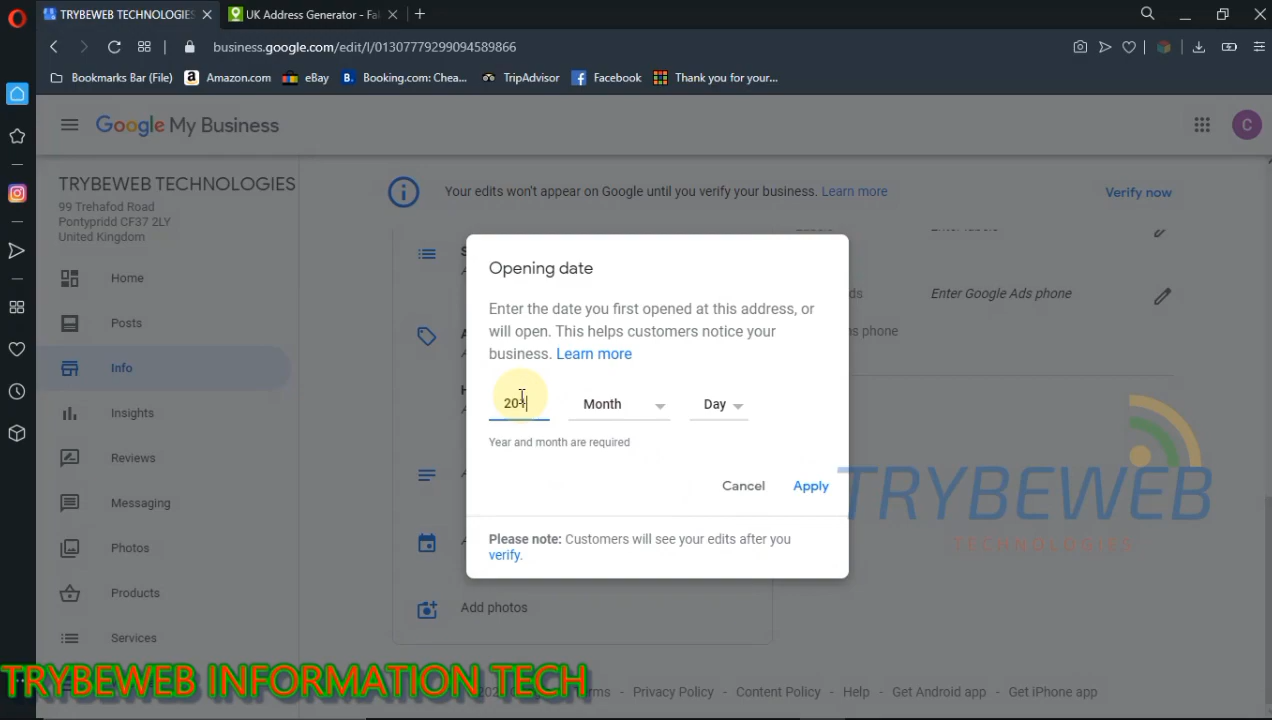 TRYBEWEB TECHNOLOGIES
UK Address Generator - Fal
business.google.com/edit/l/01307779299094589866
Bookmarks Bar (File)
Amazon.com
eBay
Booking.com: Chea...
TripAdvisor
Facebook
Thank you for your...
Google My Business
C
TRYBEWEB TECHNOLOGIES
99 Trehafod Road
Pontypridd CF37 2LY
United Kingdom
Your edits won't appear on Google until you verify your business. Learn more
Verify now
Home
Posts
Info
Insights
Reviews
Messaging
Photos
Products
Services
Opening date
Enter the date you first opened at this address, or
will open. This helps customers notice your
business. Learn more
Month
Day
Year and month are required
Cancel
Apply
Please note: Customers will see your edits after you
verify.
Enter Google Ads phone
phone
Add photos
TRYBEWEB
TECHNOLOGIES
TRYBEWEB INFORMATION TECH
Terms - Privacy Policy - Content Policy - Help - Get Android app - Get iPhone app